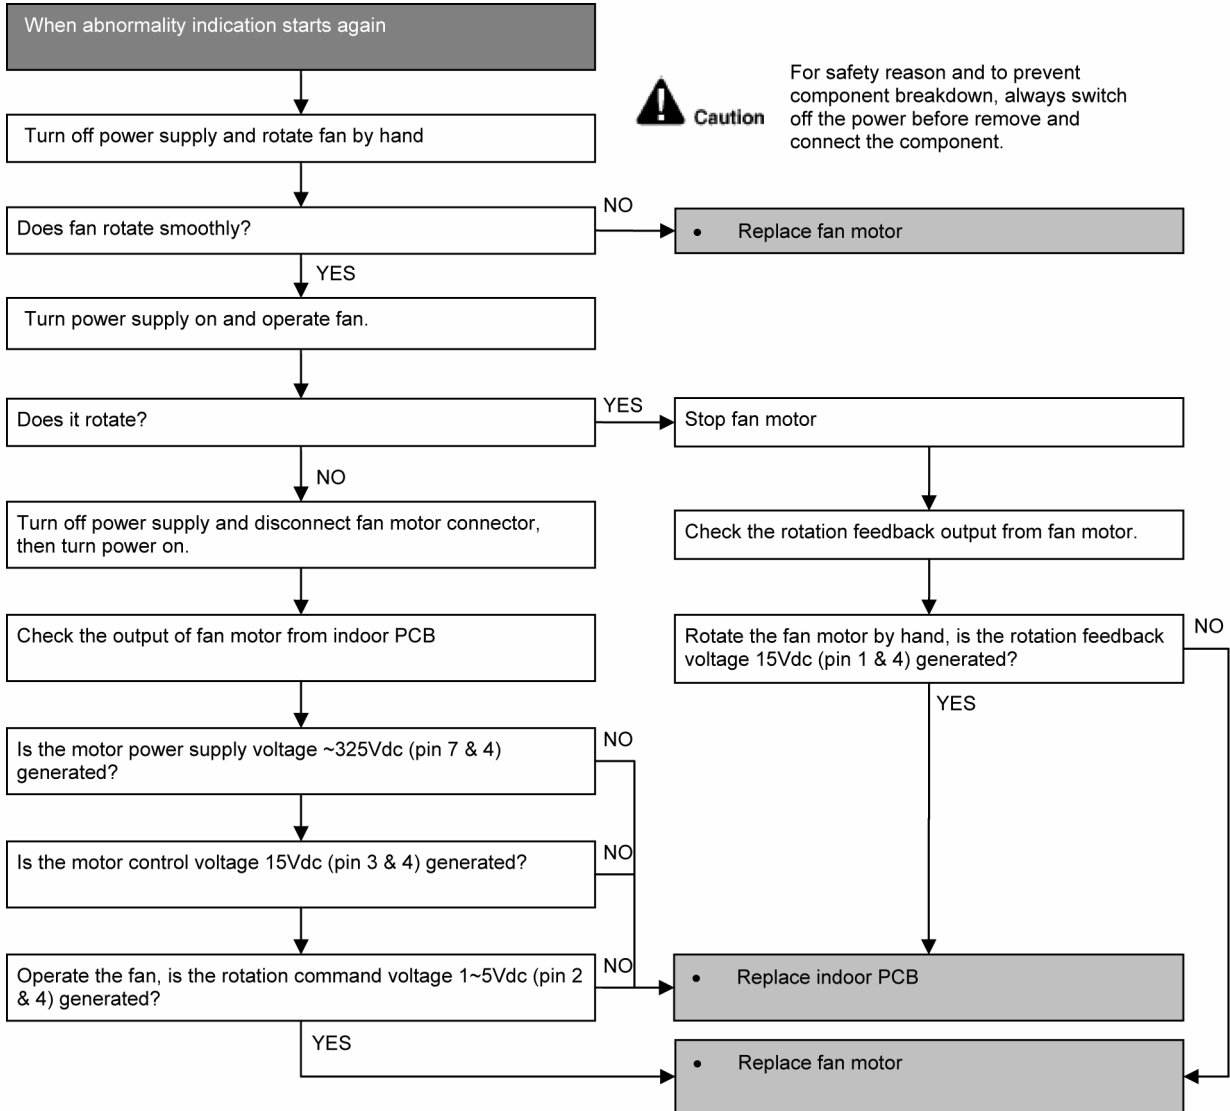 When abnormality indication starts again
For safety reason and to prevent
component breakdown, always switch
off the power before remove and
connect the component.
Caution
Turn off power supply and rotate fan by hand
Does fan rotate smoothly?
NO
• Replace fan motor
YES
Turn power supply on and operate fan.
Does it rotate?
YES
Stop fan motor
NO
Turn off power supply and disconnect fan motor connector,
then turn power on.
Check the rotation feedback output from fan motor.
Check the output of fan motor from indoor PCB
Rotate the fan motor by hand, is the rotation feedback
voltage 15Vdc (pin 1 & 4) generated?
NO
YES
Is the motor power supply voltage ~325Vdc (pin 7 & 4)
generated?
NO
Is the motor control voltage 15Vdc (pin 3 & 4) generated?
NO
Operate the fan, is the rotation command voltage 1~5Vdc (pin 2
& 4) generated?
NO
• Replace indoor PCB
YES
• Replace fan motor